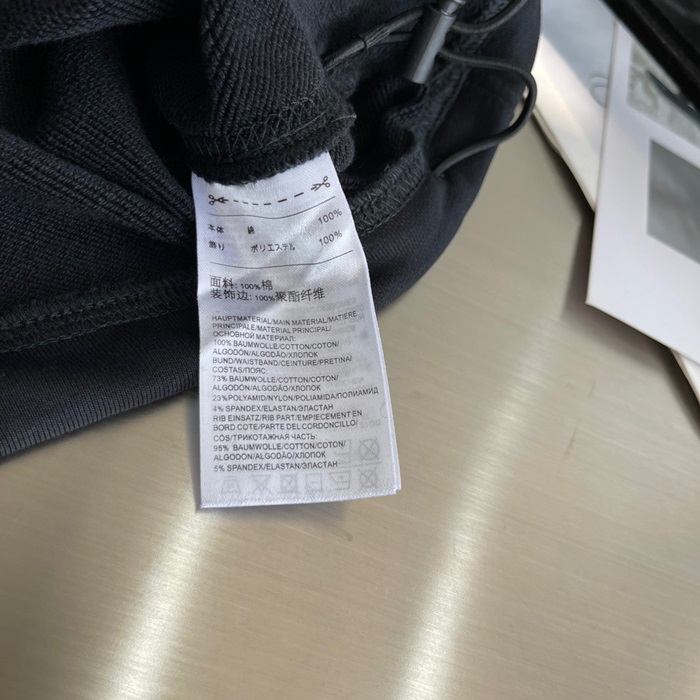 本体 綿 100%
飾り ポリエステル 100%
面料: 100%棉
装饰边: 100%聚酯纤维
HAUPTMATERIAL/MAIN MATERIAL/MATIERE
PRINCIPALE/MATERIAL PRINCIPAL/
ОСНОВНОЙ МАТЕРИАЛ:
100% BAUMWOLLE/COTTON/COTON/
ALGODÓN/ALGODÃO/ХЛОПОК
BUND/WAISTBAND/CEINTURE/PRETINA/
COSTAS/ПОЯС:
73% BAUMWOLLE/COTTON/COTON/
ALGODÓN/ALGODÃO/ХЛОПОК
23%POLYAMID/NYLON/POLIAMIDA/ПОЛИАМИД
4% SPANDEX/ELASTAN/ЭЛАСТАН
RIB EINSATZ/RIB PART/EMPIECEMENT EN
BORD COTE/PARTE DEL CORDONCILLO/
CÓS/ТРИКОТАЖНАЯ ЧАСТЬ:
95% BAUMWOLLE/COTTON/COTON/
ALGODÓN/ALGODÃO/ХЛОПОК
5% SPANDEX/ELASTAN/ЭЛАСТАН